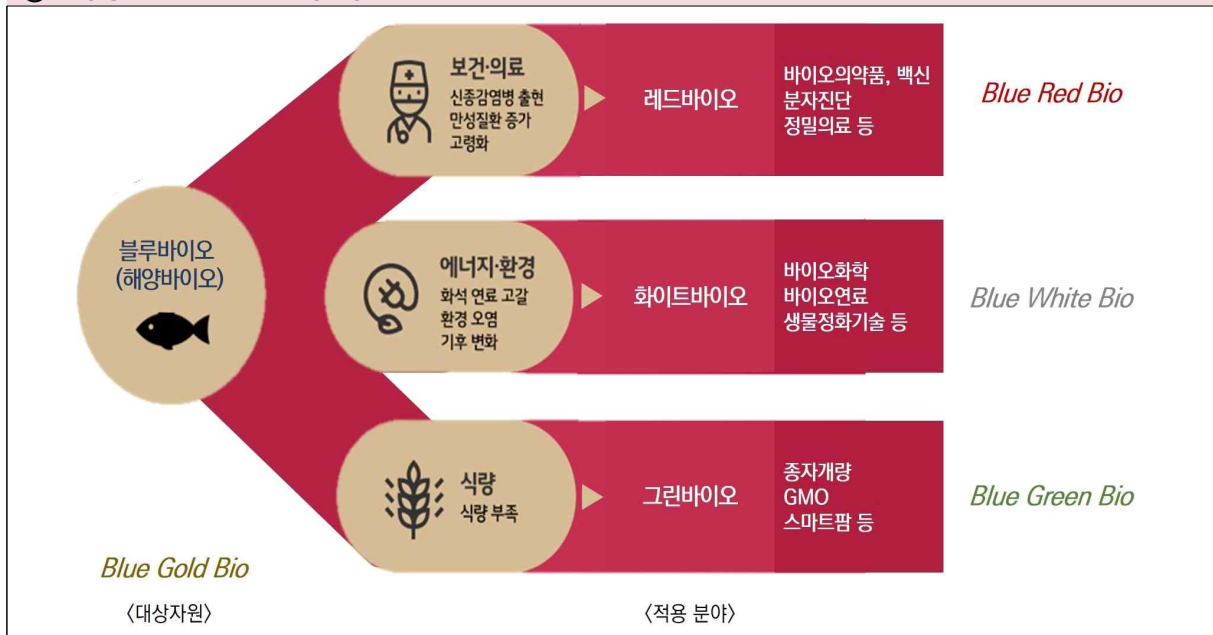 블루바이오
(해양바이오)
Blue Gold Bio
〈대상자원〉
보건·의료
신종감염병 출현
만성질환 증가
고령화
레드바이오
바이오의약품, 백신
분자진단
정밀의료 등
Blue Red Bio
에너지·환경
화석 연료 고갈
환경 오염
기후 변화
화이트바이오
바이오화학
바이오연료
생물정화기술 등
Blue White Bio
식량
식량 부족
그린바이오
종자개량
GMO
스마트팜 등
Blue Green Bio
〈적용 분야〉